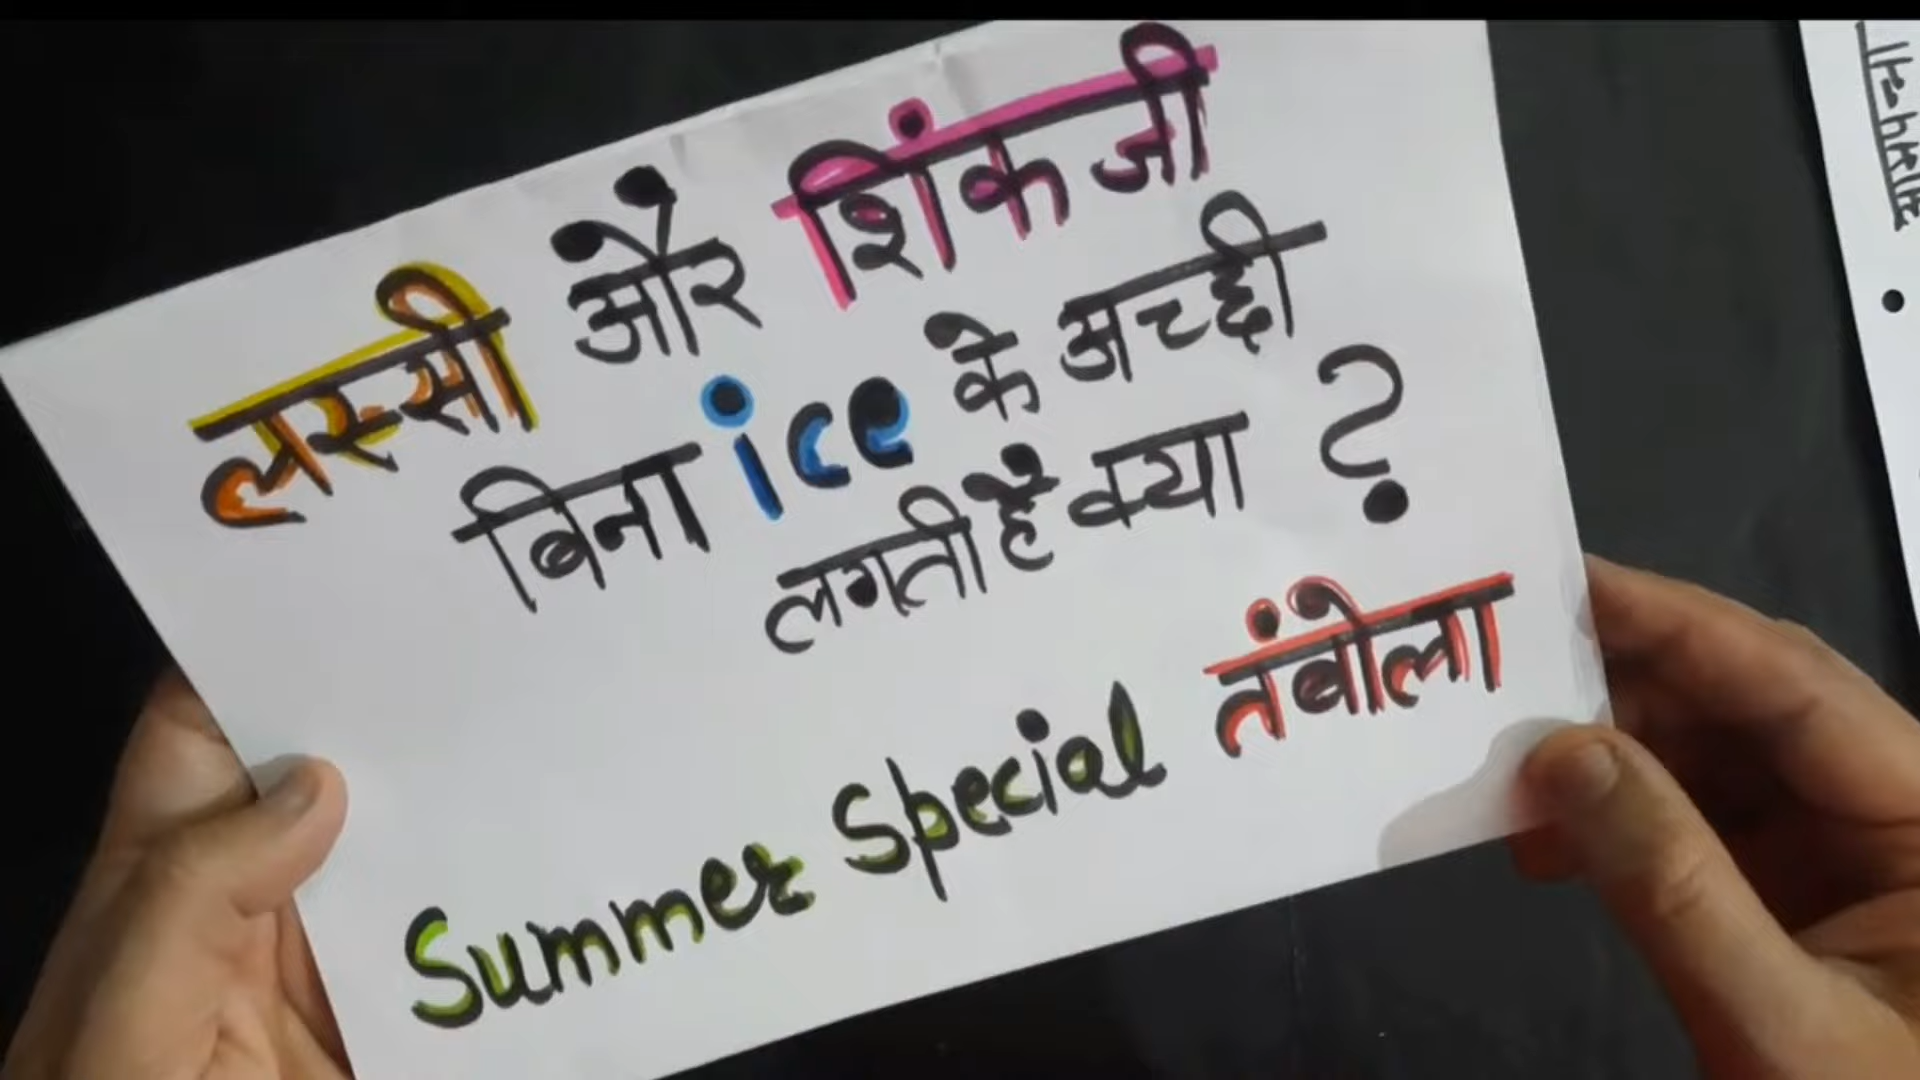 लस्सी और शिंकजी
बिना ice के अच्छी
लगती है क्या ?
Summer Special तंबोला